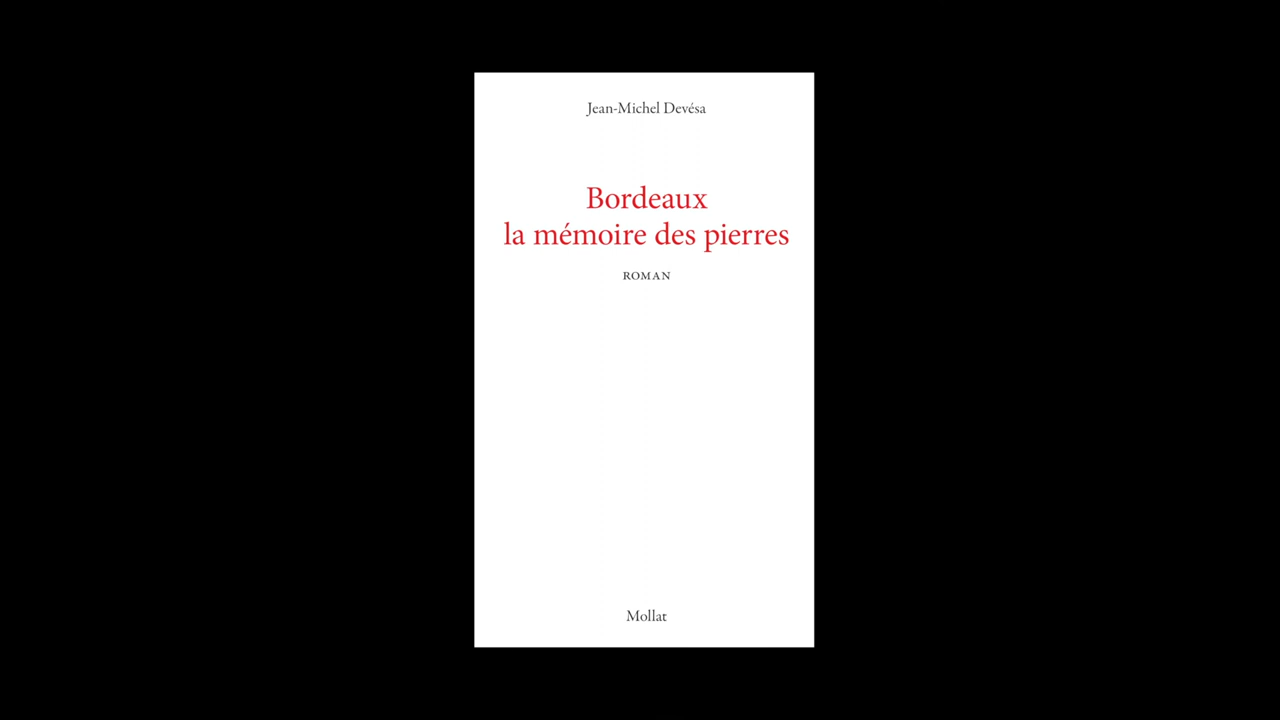 Jean-Michel Devésa
Bordeaux
la mémoire des pierres
ROMAN
Mollat